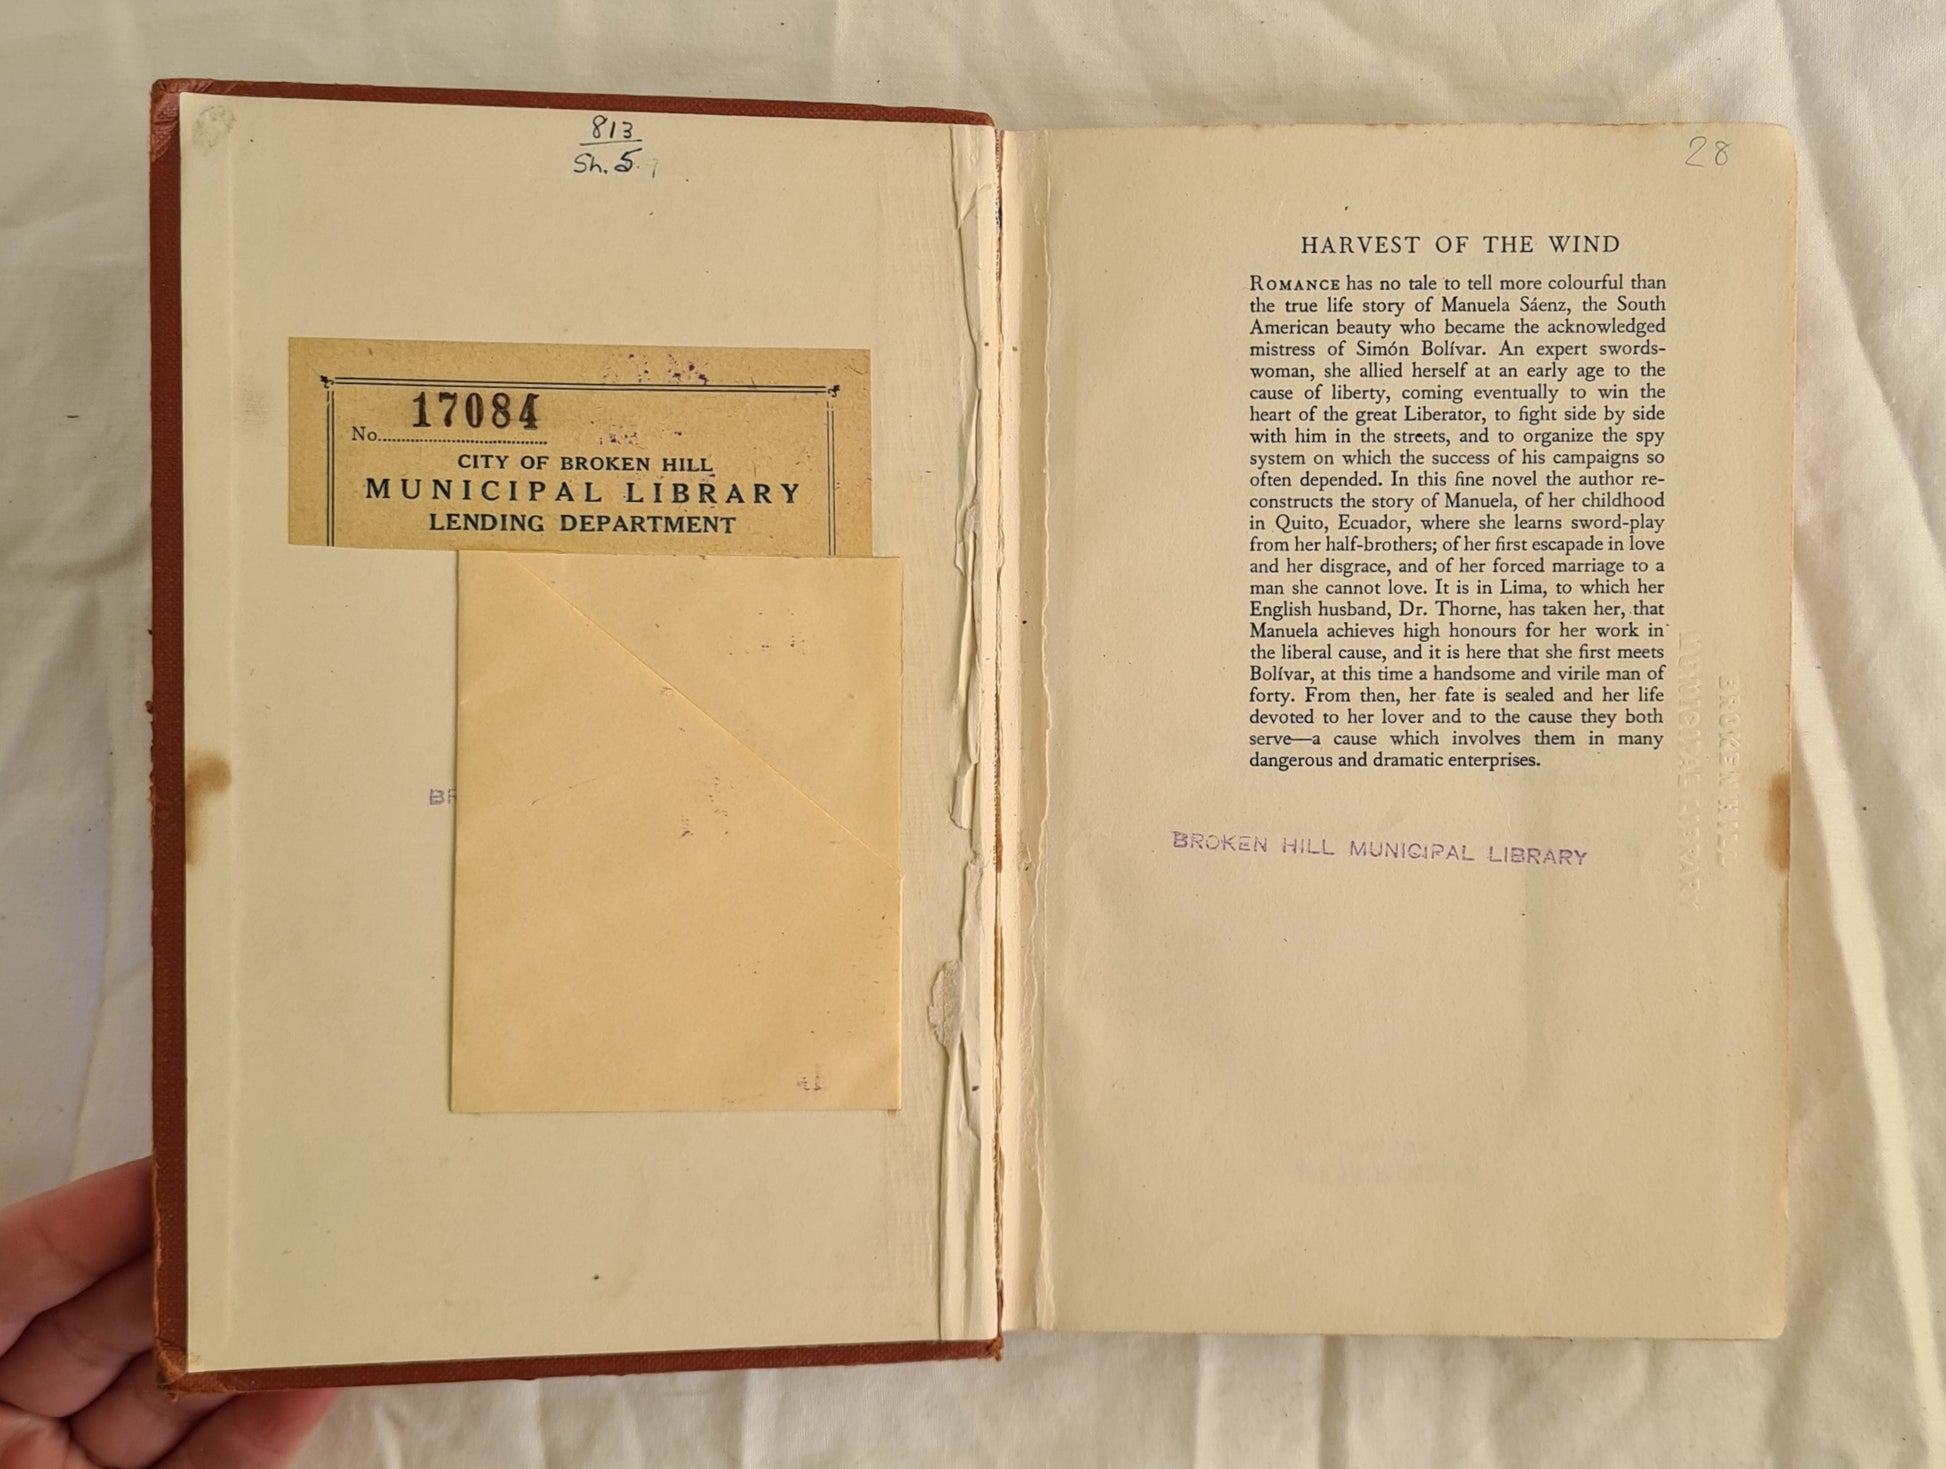 813
Sh. 5.
No. 17084
CITY OF BROKEN HILL
MUNICIPAL LIBRARY
LENDING DEPARTMENT
BR
28
HARVEST OF THE WIND
ROMANCE has no tale to tell more colourful than
the true life story of Manuela Sáenz, the South
American beauty who became the acknowledged
mistress of Simón Bolívar. An expert swords-
woman, she allied herself at an early age to the
cause of liberty, coming eventually to win the
heart of the great Liberator, to fight side by side
with him in the streets, and to organize the spy
system on which the success of his campaigns so
often depended. In this fine novel the author re-
constructs the story of Manuela, of her childhood
in Quito, Ecuador, where she learns sword-play
from her half-brothers; of her first escapade in love
and her disgrace, and of her forced marriage to a
man she cannot love. It is in Lima, to which her
English husband, Dr. Thorne, has taken her, that
Manuela achieves high honours for her work in
the liberal cause, and it is here that she first meets
Bolívar, at this time a handsome and virile man of
forty. From then, her fate is sealed and her life
devoted to her lover and to the cause they both
serve—a cause which involves them in many
dangerous and dramatic enterprises.
BROKEN HILL MUNICIPAL LIBRARY
BROKEN HILL
MUNICIPAL LIBRARY